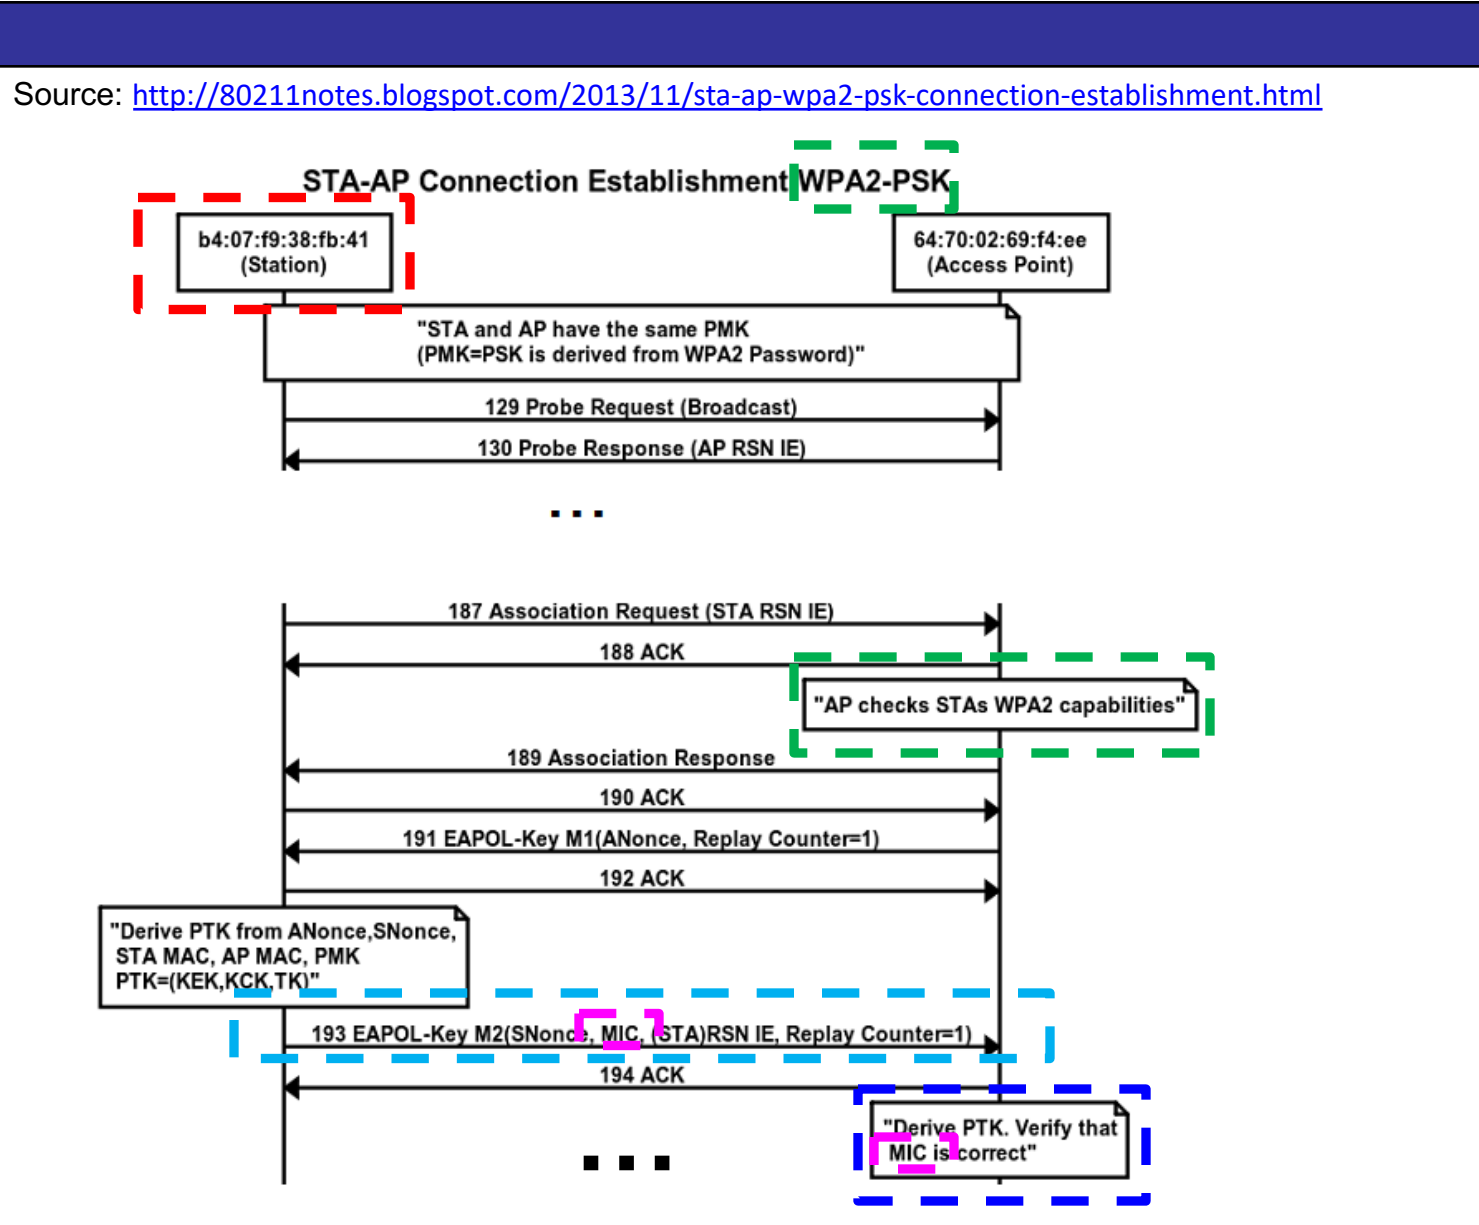 Source: http://80211notes.blogspot.com/2013/11/sta-ap-wpa2-psk-connection-establishment.html
STA-AP Connection Establishment WPA2-PSK
b4:07:f9:38:fb:41
(Station)
64:70:02:69:f4:ee
(Access Point)
"STA and AP have the same PMK
(PMK=PSK is derived from WPA2 Password)"
129 Probe Request (Broadcast)
130 Probe Response (AP RSN IE)
...
187 Association Request (STA RSN IE)
188 ACK
"AP checks STAs WPA2 capabilities"
189 Association Response
190 ACK
191 EAPOL-Key M1(ANonce, Replay Counter=1)
192 ACK
"Derive PTK from ANonce,SNonce,
STA MAC, AP MAC, PMK
PTK=(KEK,KCK,TK)"
193 EAPOL-Key M2(SNonce, MIC, (STA)RSN IE, Replay Counter=1)
194 ACK
"Derive PTK. Verify that
MIC is correct"
...